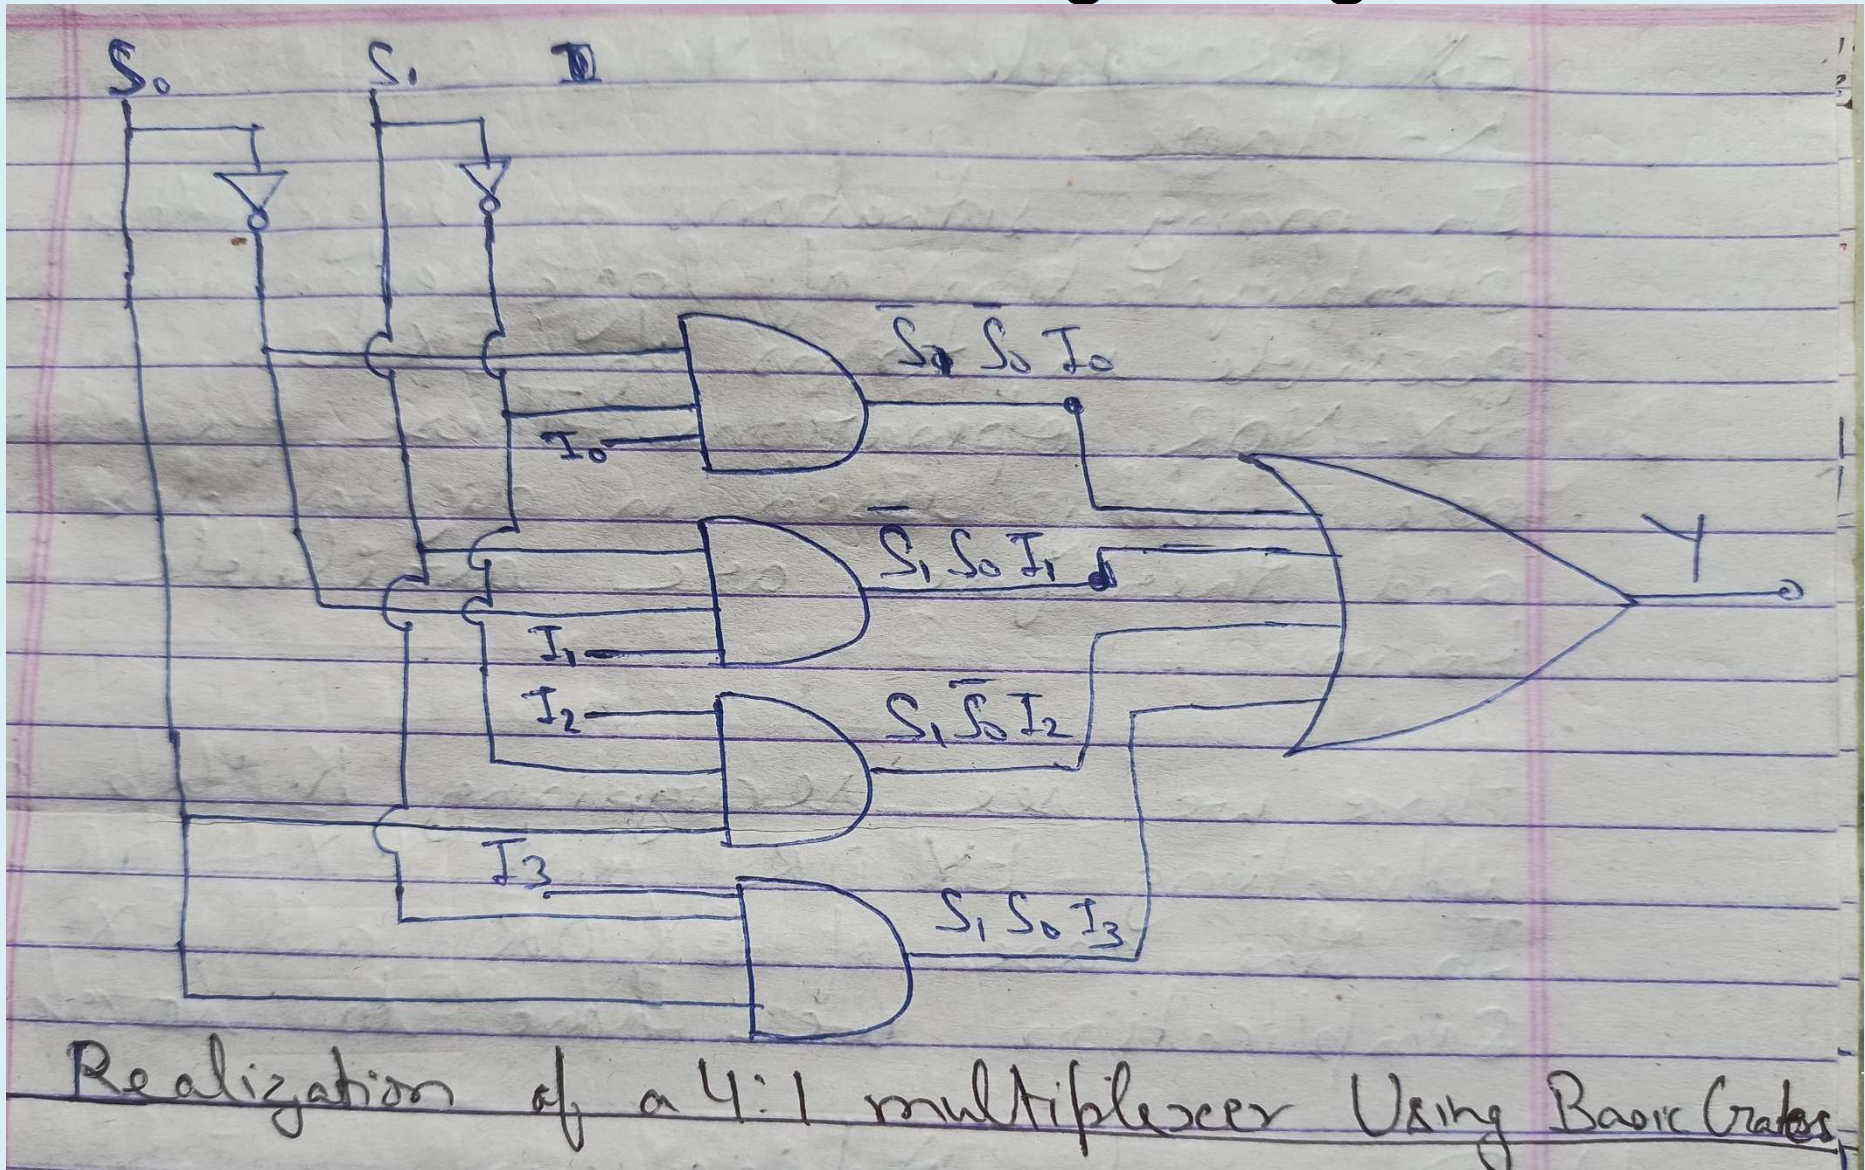 S₀ S₁
S̄₁ S̄₀ I₀
I₀
S̄₁ S₀ I₁
Y
I₁
I₂
S₁ S̄₀ I₂
I₃
S₁ S₀ I₃
Realization of a 4:1 multiplexer Using Basic Gates